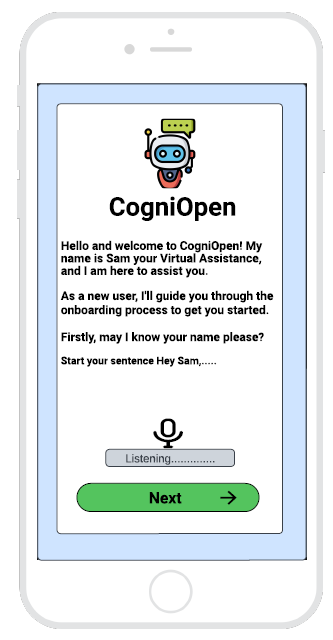 CogniOpen
Hello and welcome to CogniOpen! My
name is Sam your Virtual Assistance,
and I am here to assist you.
As a new user, I'll guide you through the
onboarding process to get you started.
Firstly, may I know your name please?
Start your sentence Hey Sam,.....
Listening..............
Next